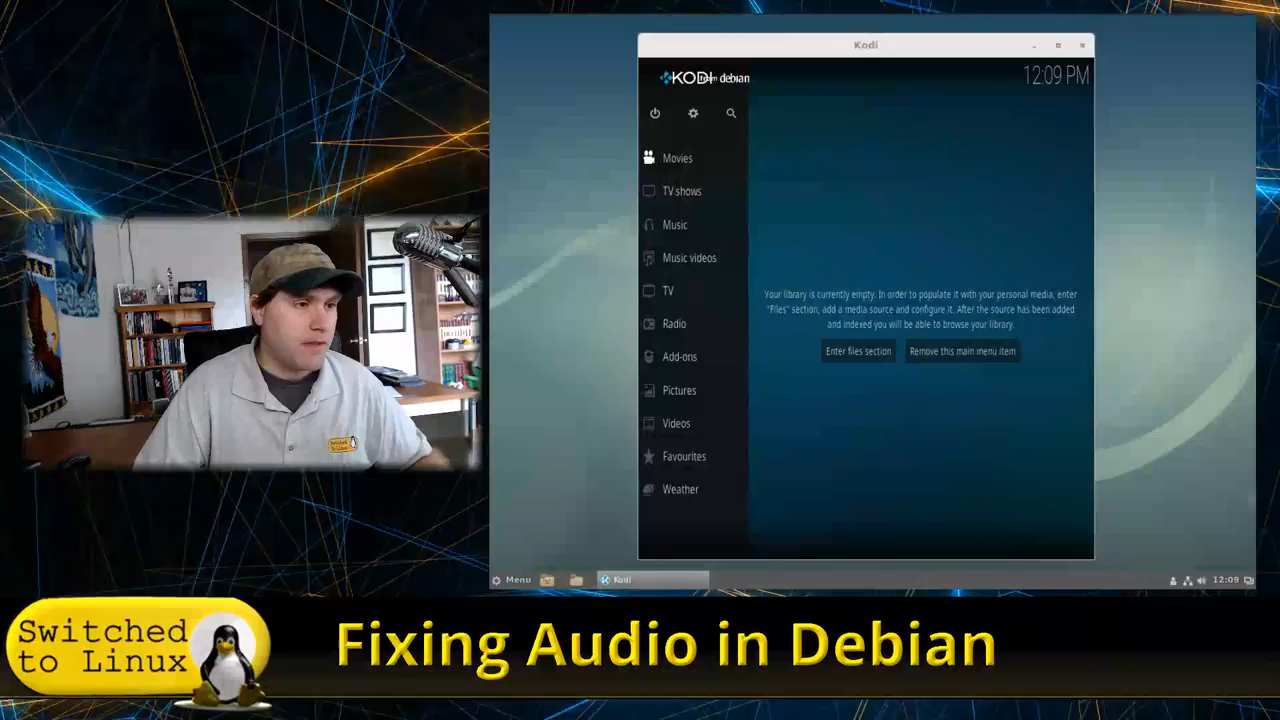 Kodi
KODI from debian
12:09 PM
Movies
TV shows
Music
Music videos
TV
Radio
Add-ons
Pictures
Videos
Favourites
Weather
Your library is currently empty. In order to populate it with your personal media, enter
"Files" section, add a media source and configure it. After the source has been added
and indexed you will be able to browse your library.
Enter files section
Remove this main menu item
Menu
Kodi
12:09
Switched
to Linux
Switched
to Linux
Fixing Audio in Debian